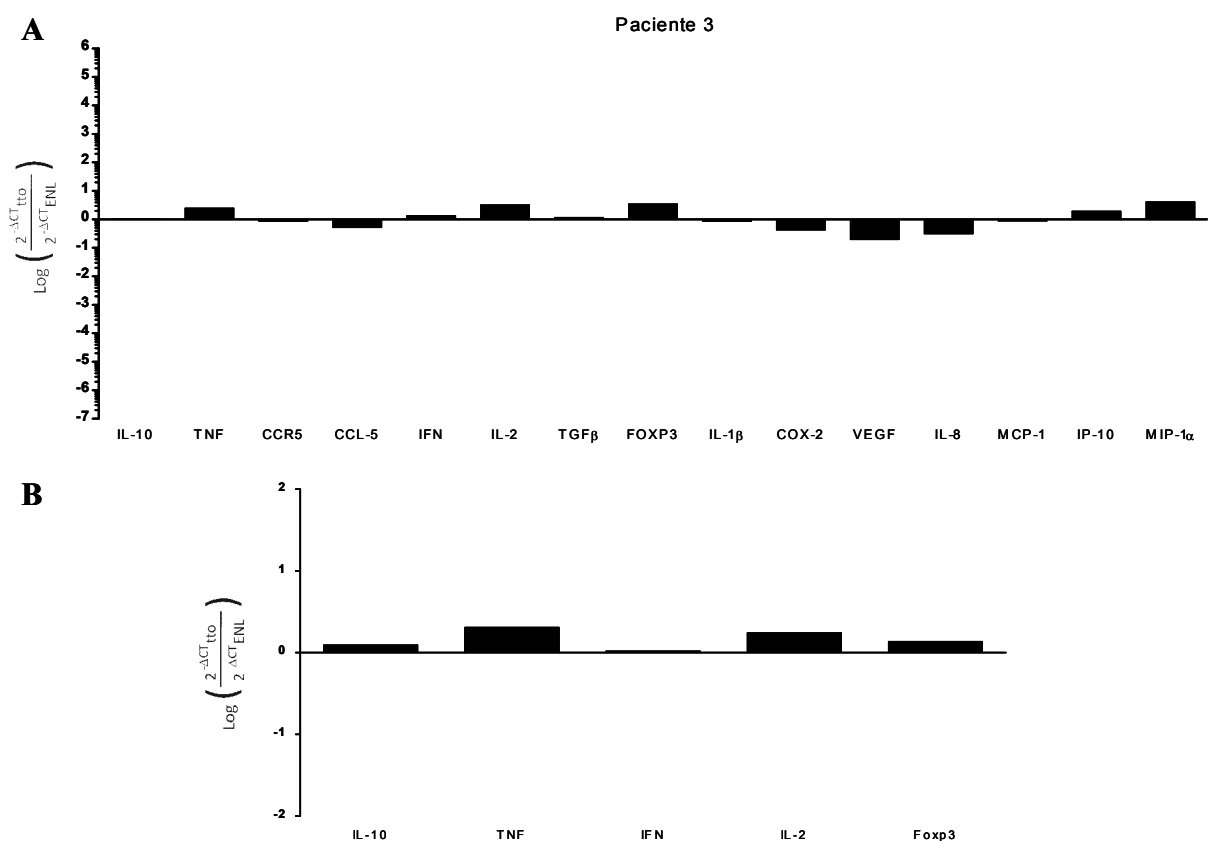 A
Paciente 3
6
5
4
3
2
1
0
-1
-2
-3
-4
-5
-6
-7
Log ( 2^-ΔCT tto / 2^-ΔCT ENL )
IL-10 TNF CCR5 CCL-5 IFN IL-2 TGFβ FOXP3 IL-1β COX-2 VEGF IL-8 MCP-1 IP-10 MIP-1α
B
2
1
0
-1
-2
Log ( 2^-ΔCT tto / 2^ΔCT ENL )
IL-10 TNF IFN IL-2 Foxp3